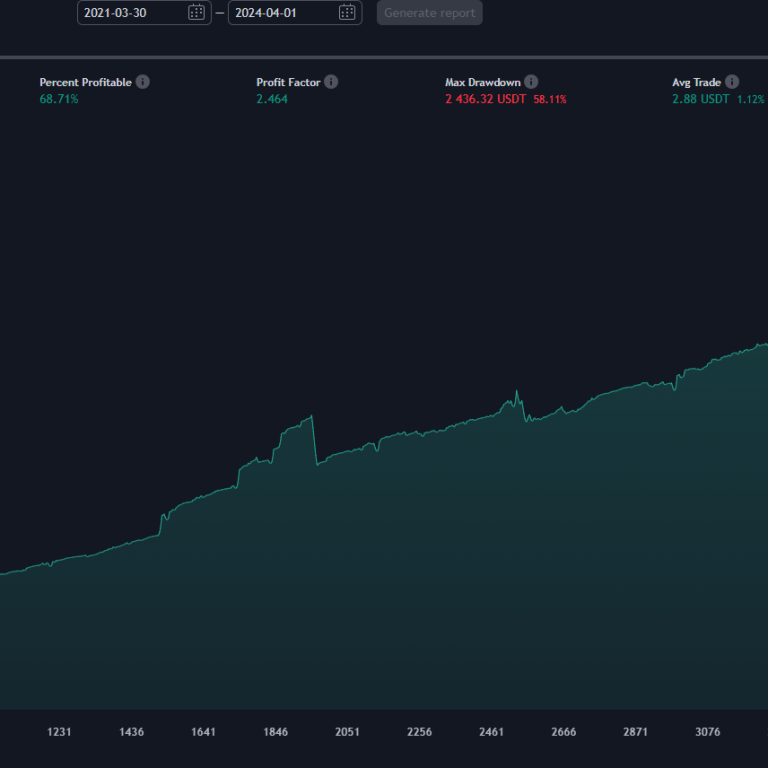 2021-03-30 — 2024-04-01 Generate report
Percent Profitable Profit Factor Max Drawdown Avg Trade
68.71% 2.464 2 436.32 USDT 58.11% 2.88 USDT 1.12%
1231 1436 1641 1846 2051 2256 2461 2666 2871 3076